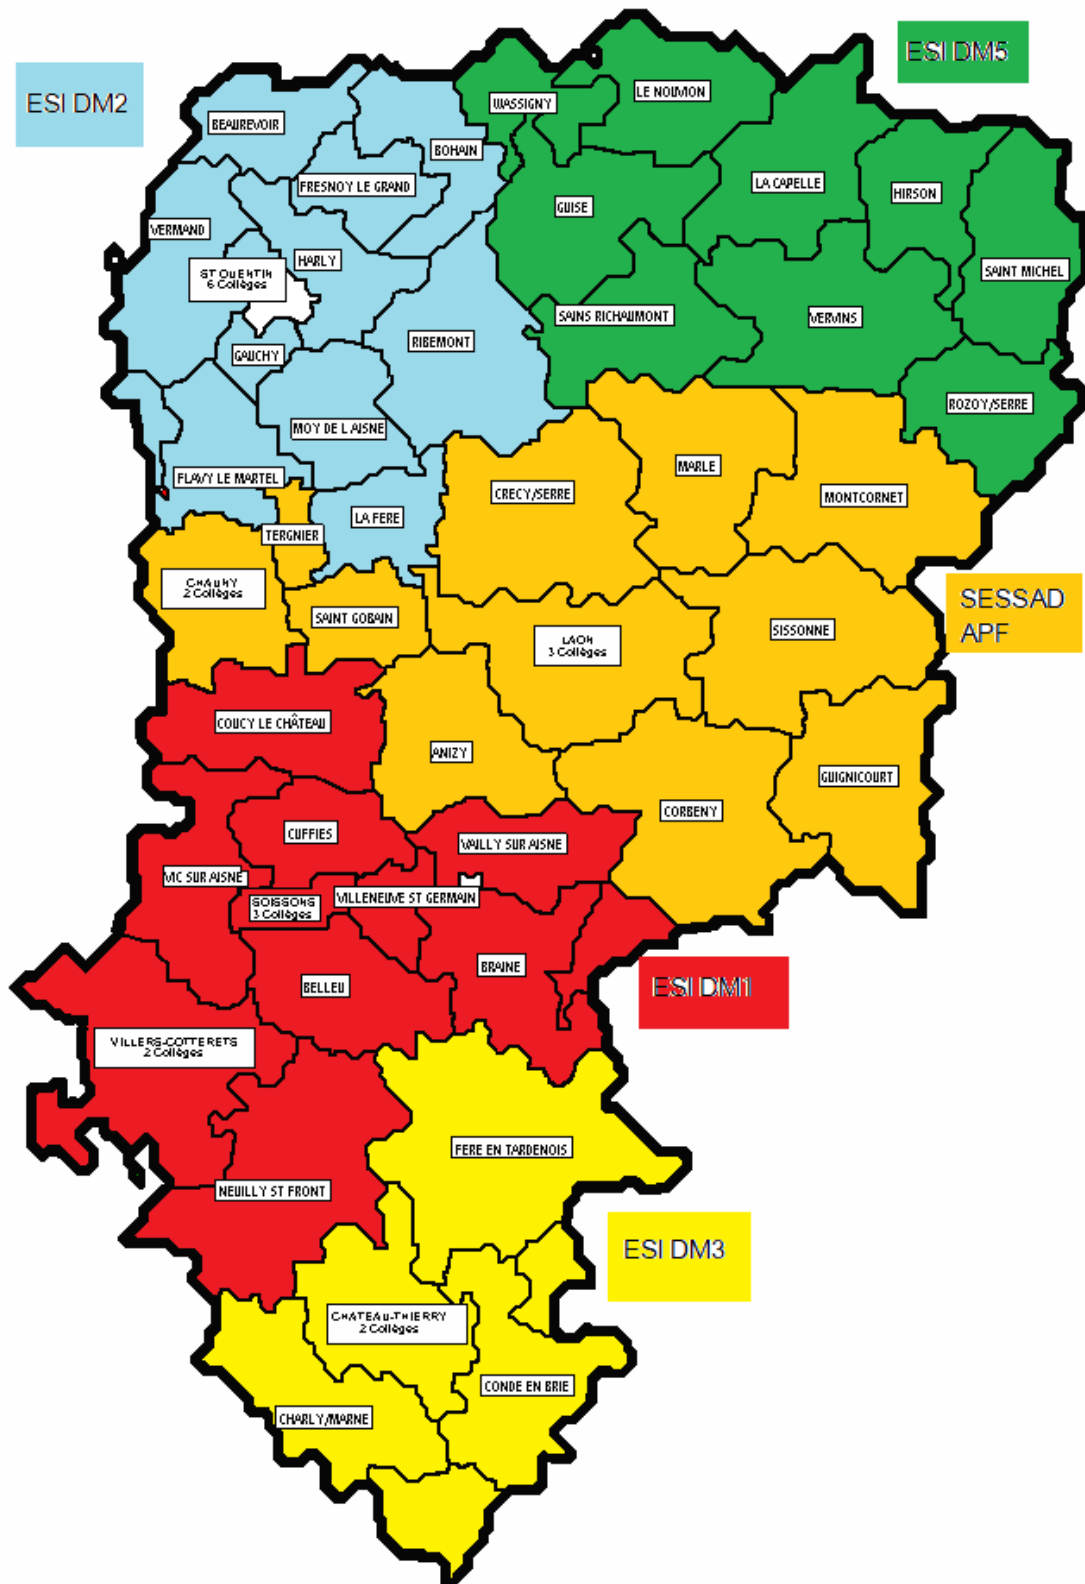 ESI DM5
ESI DM2
LE NOUVION
WASSIGNY
BEAUREVOIR
BOHAIN
FRESNOY LE GRAND
LA CAPELLE
HIRSON
GUISE
VERMAND
HARLY
ST QUENTIN
6 Collèges
SAINT MICHEL
SAINS RICHAUMONT
VERVINS
RIBEMONT
GAUCHY
ROZOY/SERRE
MOY DE L AISNE
MARLE
FLAVY LE MARTEL
CRECY/SERRE
MONTCORNET
LA FERE
TERGNIER
CHAUNY
2 Collèges
SESSAD
APF
SAINT GOBAIN
SISSONNE
LAON
3 Collèges
COUCY LE CHÂTEAU
ANIZY
GUIGNICOURT
CORBENY
CUFFIES
VAILLY SUR AISNE
VIC SUR AISNE
VILLENEUVE ST GERMAIN
SOISSONS
3 Collèges
BRAINE
BELLEU
ESI DM1
VILLERS-COTTERETS
2 Collèges
FERE EN TARDENOIS
NEUILLY ST FRONT
ESI DM3
CHATEAU-THIERRY
2 Collèges
CONDE EN BRIE
CHARLY/MARNE